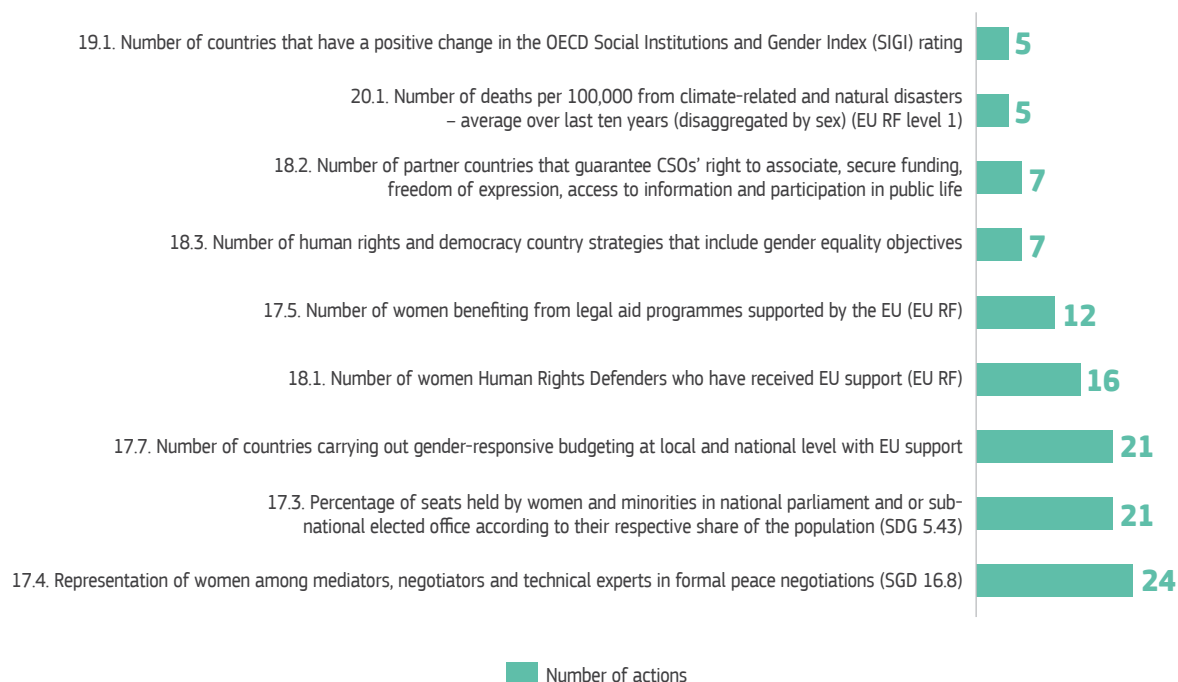 19.1. Number of countries that have a positive change in the OECD Social Institutions and Gender Index (SIGI) rating
5
20.1. Number of deaths per 100,000 from climate-related and natural disasters
– average over last ten years (disaggregated by sex) (EU RF level 1)
5
18.2. Number of partner countries that guarantee CSOs' right to associate, secure funding,
freedom of expression, access to information and participation in public life
7
18.3. Number of human rights and democracy country strategies that include gender equality objectives
7
17.5. Number of women benefiting from legal aid programmes supported by the EU (EU RF)
12
18.1. Number of women Human Rights Defenders who have received EU support (EU RF)
16
17.7. Number of countries carrying out gender-responsive budgeting at local and national level with EU support
21
17.3. Percentage of seats held by women and minorities in national parliament and or sub-
national elected office according to their respective share of the population (SDG 5.43)
21
17.4. Representation of women among mediators, negotiators and technical experts in formal peace negotiations (SGD 16.8)
24
Number of actions